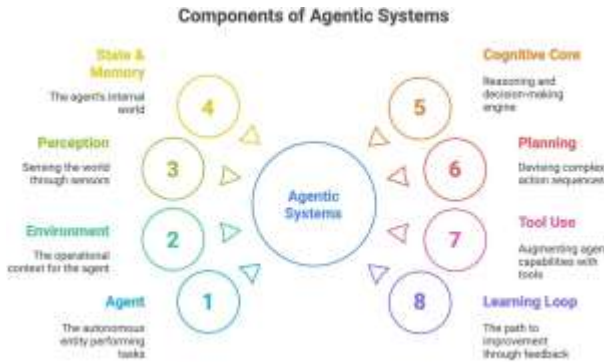 Components of Agentic Systems
State &
Memory
The agent's internal
world
4
Perception
Sensing the world
through sensors
3
Environment
The operational
context for the agent
2
Agent
The autonomous
entity performing
tasks
1
Agentic
Systems
Cognitive Core
Reasoning and
decision-making
engine
5
Planning
Devising complex
action sequences
6
Tool Use
Augmenting agent
capabilities with
tools
7
Learning Loop
The path to
improvement
through feedback
8